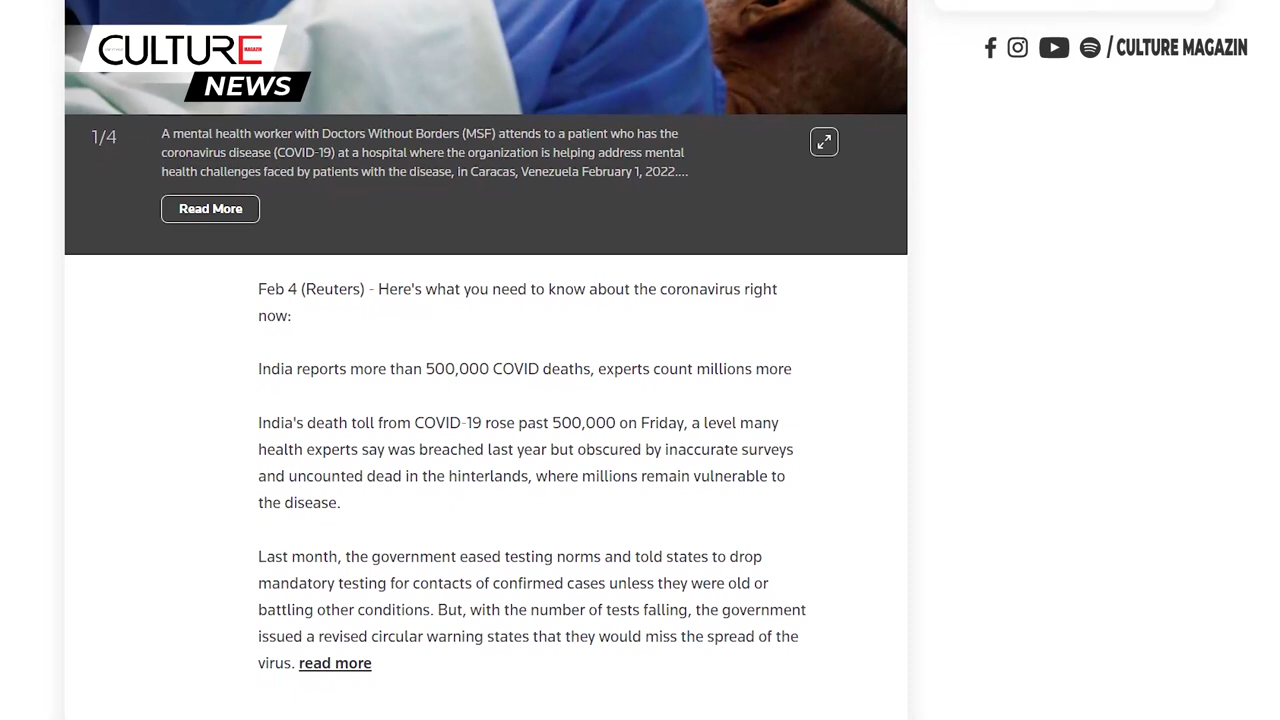 CULTURE
MAGAZIN
NEWS
/ CULTURE MAGAZIN
1/4
A mental health worker with Doctors Without Borders (MSF) attends to a patient who has the
coronavirus disease (COVID-19) at a hospital where the organization is helping address mental
health challenges faced by patients with the disease, in Caracas, Venezuela February 1, 2022....
Read More
Feb 4 (Reuters) - Here's what you need to know about the coronavirus right
now:
India reports more than 500,000 COVID deaths, experts count millions more
India's death toll from COVID-19 rose past 500,000 on Friday, a level many
health experts say was breached last year but obscured by inaccurate surveys
and uncounted dead in the hinterlands, where millions remain vulnerable to
the disease.
Last month, the government eased testing norms and told states to drop
mandatory testing for contacts of confirmed cases unless they were old or
battling other conditions. But, with the number of tests falling, the government
issued a revised circular warning states that they would miss the spread of the
virus. read more